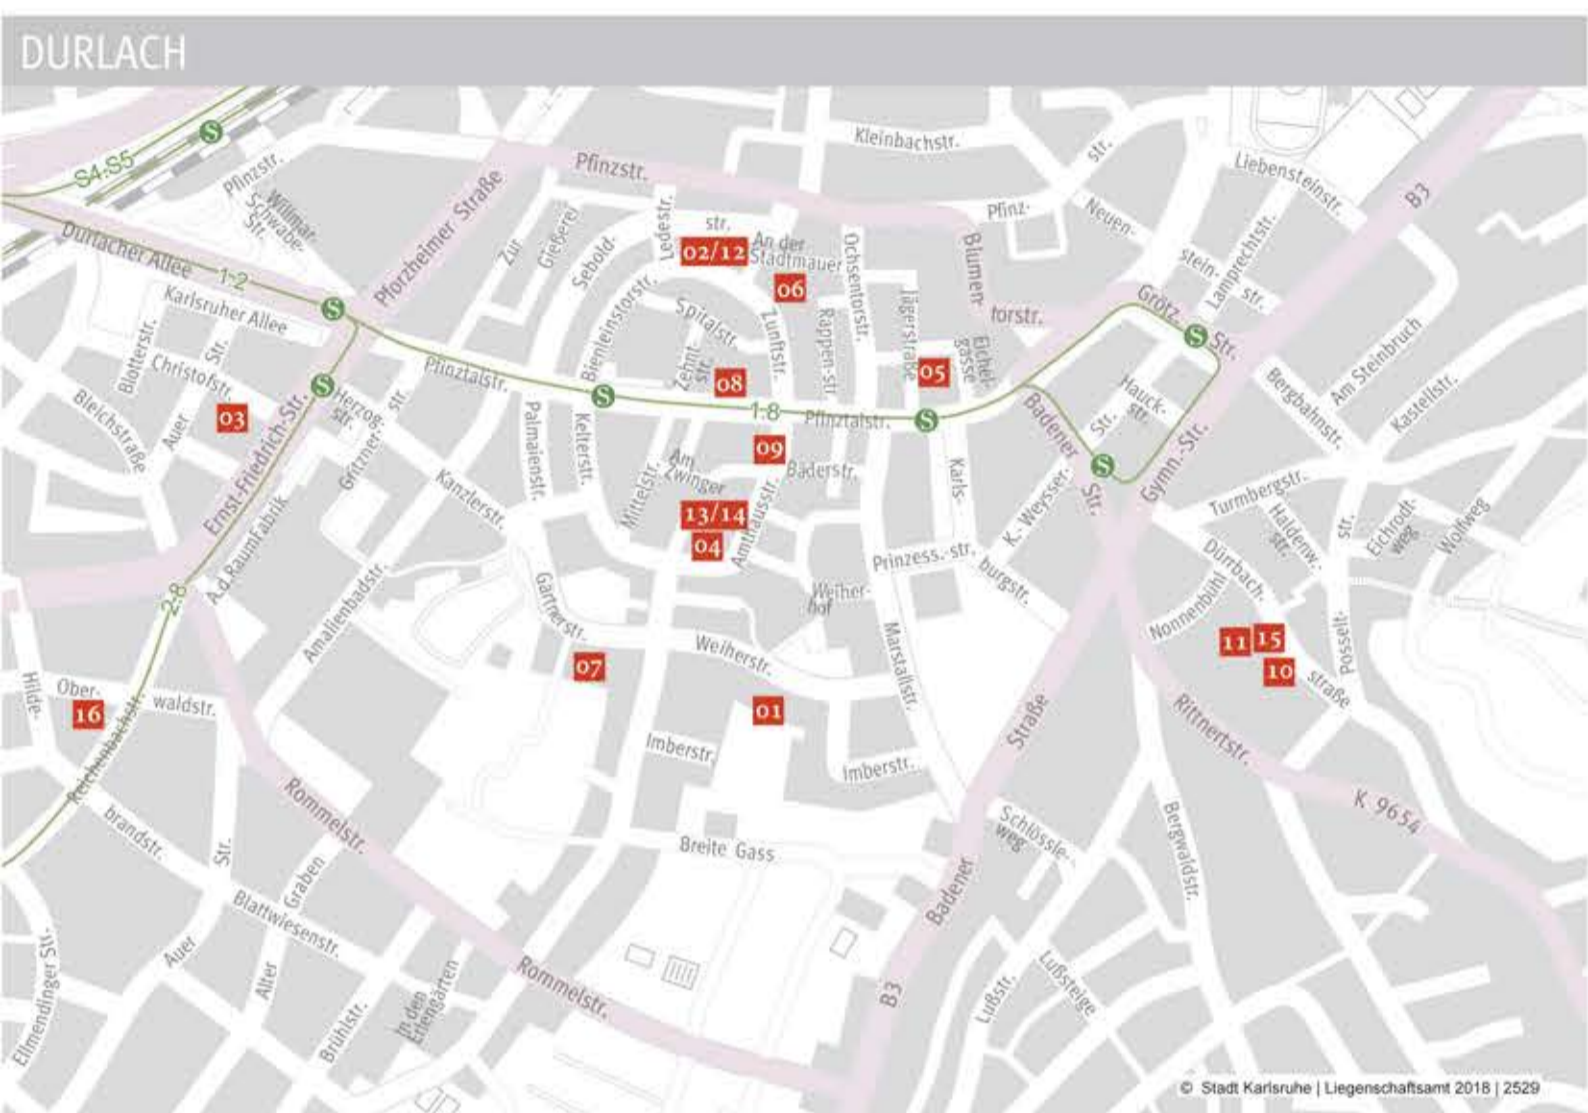 DURLACH
S4:S5
S
Pfinzstr.
Willmar-
Schwabe-
Str.
Durlacher Allee
1-2
Karlsruher Allee
S
Pforzheimer Straße
Pfinzstr.
Zur
Gießerei
Sebold-
Lederstr.
str.
02/12
An der
Stadtmauer
06
Kleinbachstr.
str.
Pfinz-
Neuen-
stein-
str.
Liebensteinstr.
Lamprechtstr.
B3
Blumen-
torstr.
Grötz.
Str.
S
Ochsentorstr.
Jägerstraße
Eichel-
gasse
05
Rappen-str.
Zunftstr.
Spitalstr.
Zehnt-
str.
08
Bienleinstorstr.
Blotterstr.
Christofstr.
Str.
Auer
03
Bleichstraße
S
Herzog-
str.
str.
Grötzner-
Ernst-Friedrich-Str.
Pfinztalstr.
S
1-8
Pfinztalstr.
S
Palmaienstr.
Kelterstr.
Mittelstr.
Am
Zwinger
09
Bäderstr.
13/14
04
Amthausstr.
Karls-
burgstr.
Prinzess.-str.
K.- Weysser-
Str.
Hauck-
str.
Badener
Str.
S
Gymn.-Str.
Bergbahnstr.
Am Steinbruch
Kastellstr.
Turmbergstr.
Haldenw.-
str.
str.
Eichrodt-
weg
Wolfweg
Dürrbach-
Nonnenbühl
11
15
10
straße
Posselt-
Kanzlerstr.
A.d.RaumFabrik
2-8
Amalienbadstr.
Gärtnerstr.
07
Weiher-
hof
Weiherstr.
01
Marstallstr.
Imberstr.
Imberstr.
Hilde-
Ober-
16
waldstr.
Reichenbachstr.
brandstr.
Str.
Rommelstr.
Graben
Blattwiesenstr.
Auer
Alter
Ellmendinger Str.
Brühlstr.
In den
Erlengärten
Rommelstr.
Breite Gass
Straße
Badener
B3
Schlössle-
weg
Bergwaldstr.
Rittnertstr.
K 9654
Lußstr.
Lußsteige
© Stadt Karlsruhe | Liegenschaftsamt 2018 | 2529